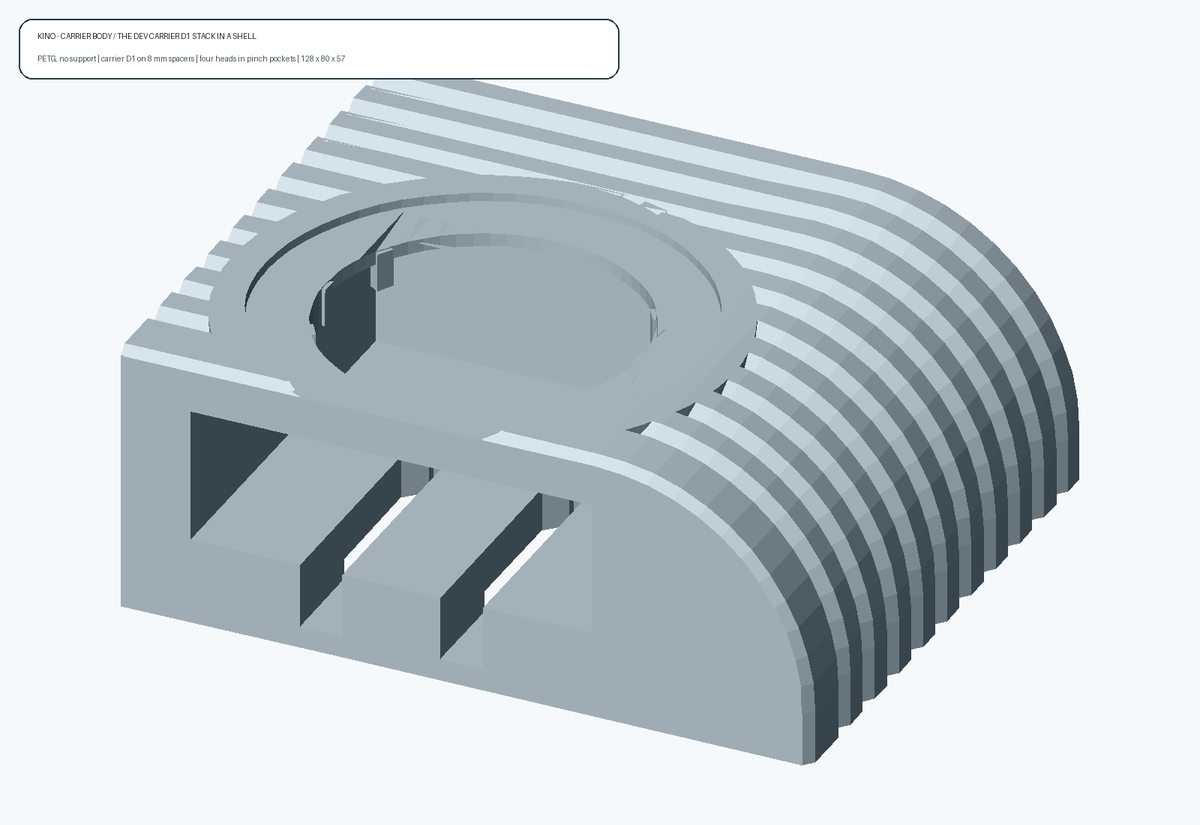 KINO - CARRIER BODY / THE DEV CARRIER D1 STACK IN A SHELL
PETG, no support | carrier D1 on 8 mm spacers | four heads in pinch pockets | 128 x 80 x 57